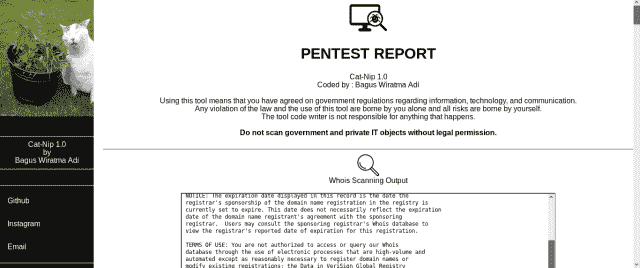 PENTEST REPORT
Cat-Nip 1.0
Coded by : Bagus Wiratma Adi
Using this tool means that you have agreed on government regulations regarding information, technology, and communication.
Any violation of the law and the use of this tool are borne by you alone and all risks are borne by yourself.
The tool code writer is not responsible for anything that happens.
Do not scan government and private IT objects without legal permission.
Cat-Nip 1.0
by
Bagus Wiratma Adi
Github
Instagram
Email
Whois Scanning Output
NOTICE: The expiration date displayed in this record is the date the
registrar's sponsorship of the domain name registration in the registry is
currently set to expire. This date does not necessarily reflect the expiration
date of the domain name registrant's agreement with the sponsoring
registrar. Users may consult the sponsoring registrar's Whois database to
view the registrar's reported date of expiration for this registration.
TERMS OF USE: You are not authorized to access or query our Whois
database through the use of electronic processes that are high-volume and
automated except as reasonably necessary to register domain names or
modify existing registrations; the Data in VeriSign Global Registry